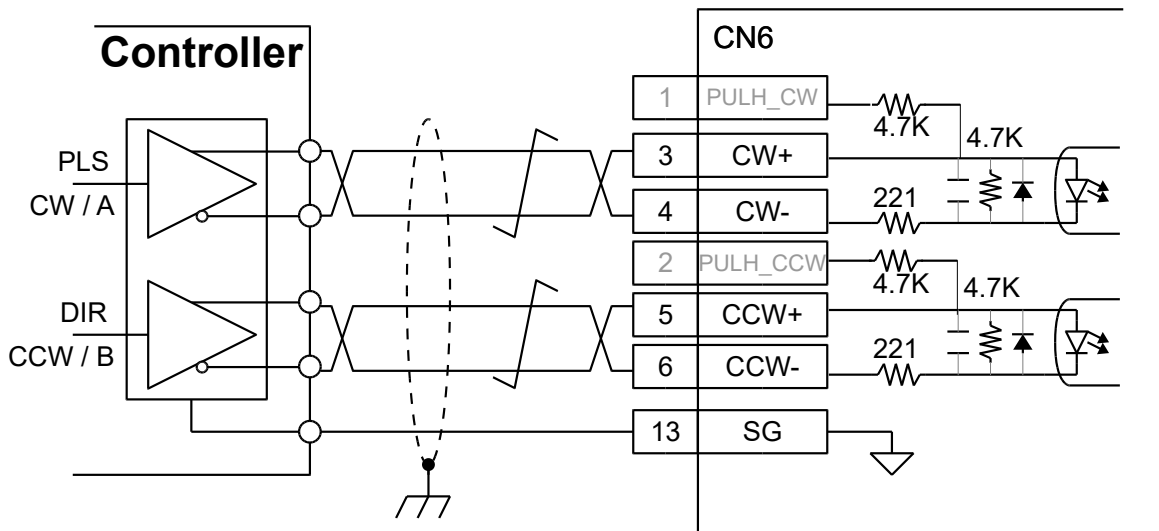 Controller
CN6
PLS
CW / A
DIR
CCW / B
1 PULH_CW
3 CW+
4 CW-
2 PULH_CCW
5 CCW+
6 CCW-
13 SG
4.7K
4.7K
221
4.7K
4.7K
221